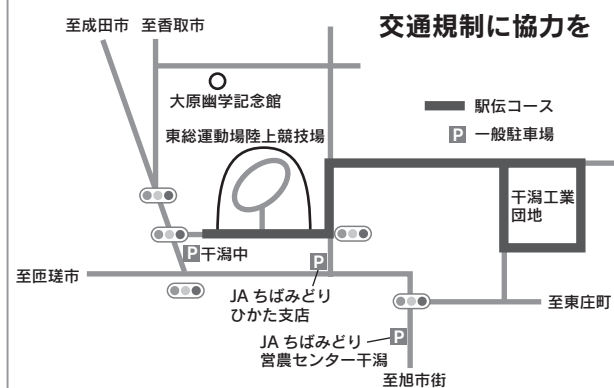 交通規制に協力を
至成田市
至香取市
大原幽学記念館
東総運動場陸上競技場
駅伝コース
P 一般駐車場
干潟工業
団地
P 干潟中
至匝瑳市
P
JA ちばみどり
ひかた支店
至東庄町
JA ちばみどり P
営農センター干潟
至旭市街